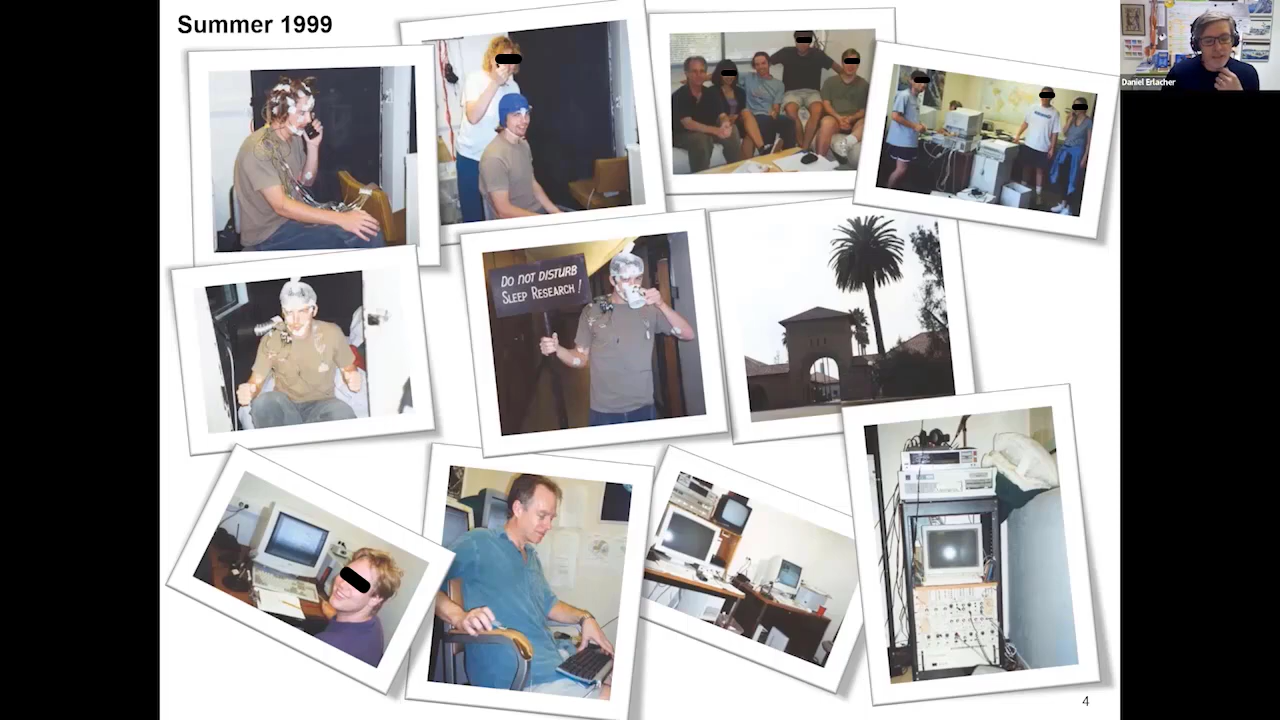 Summer 1999
Daniel Erlacher
DO NOT DISTURB
SLEEP RESEARCH!
4